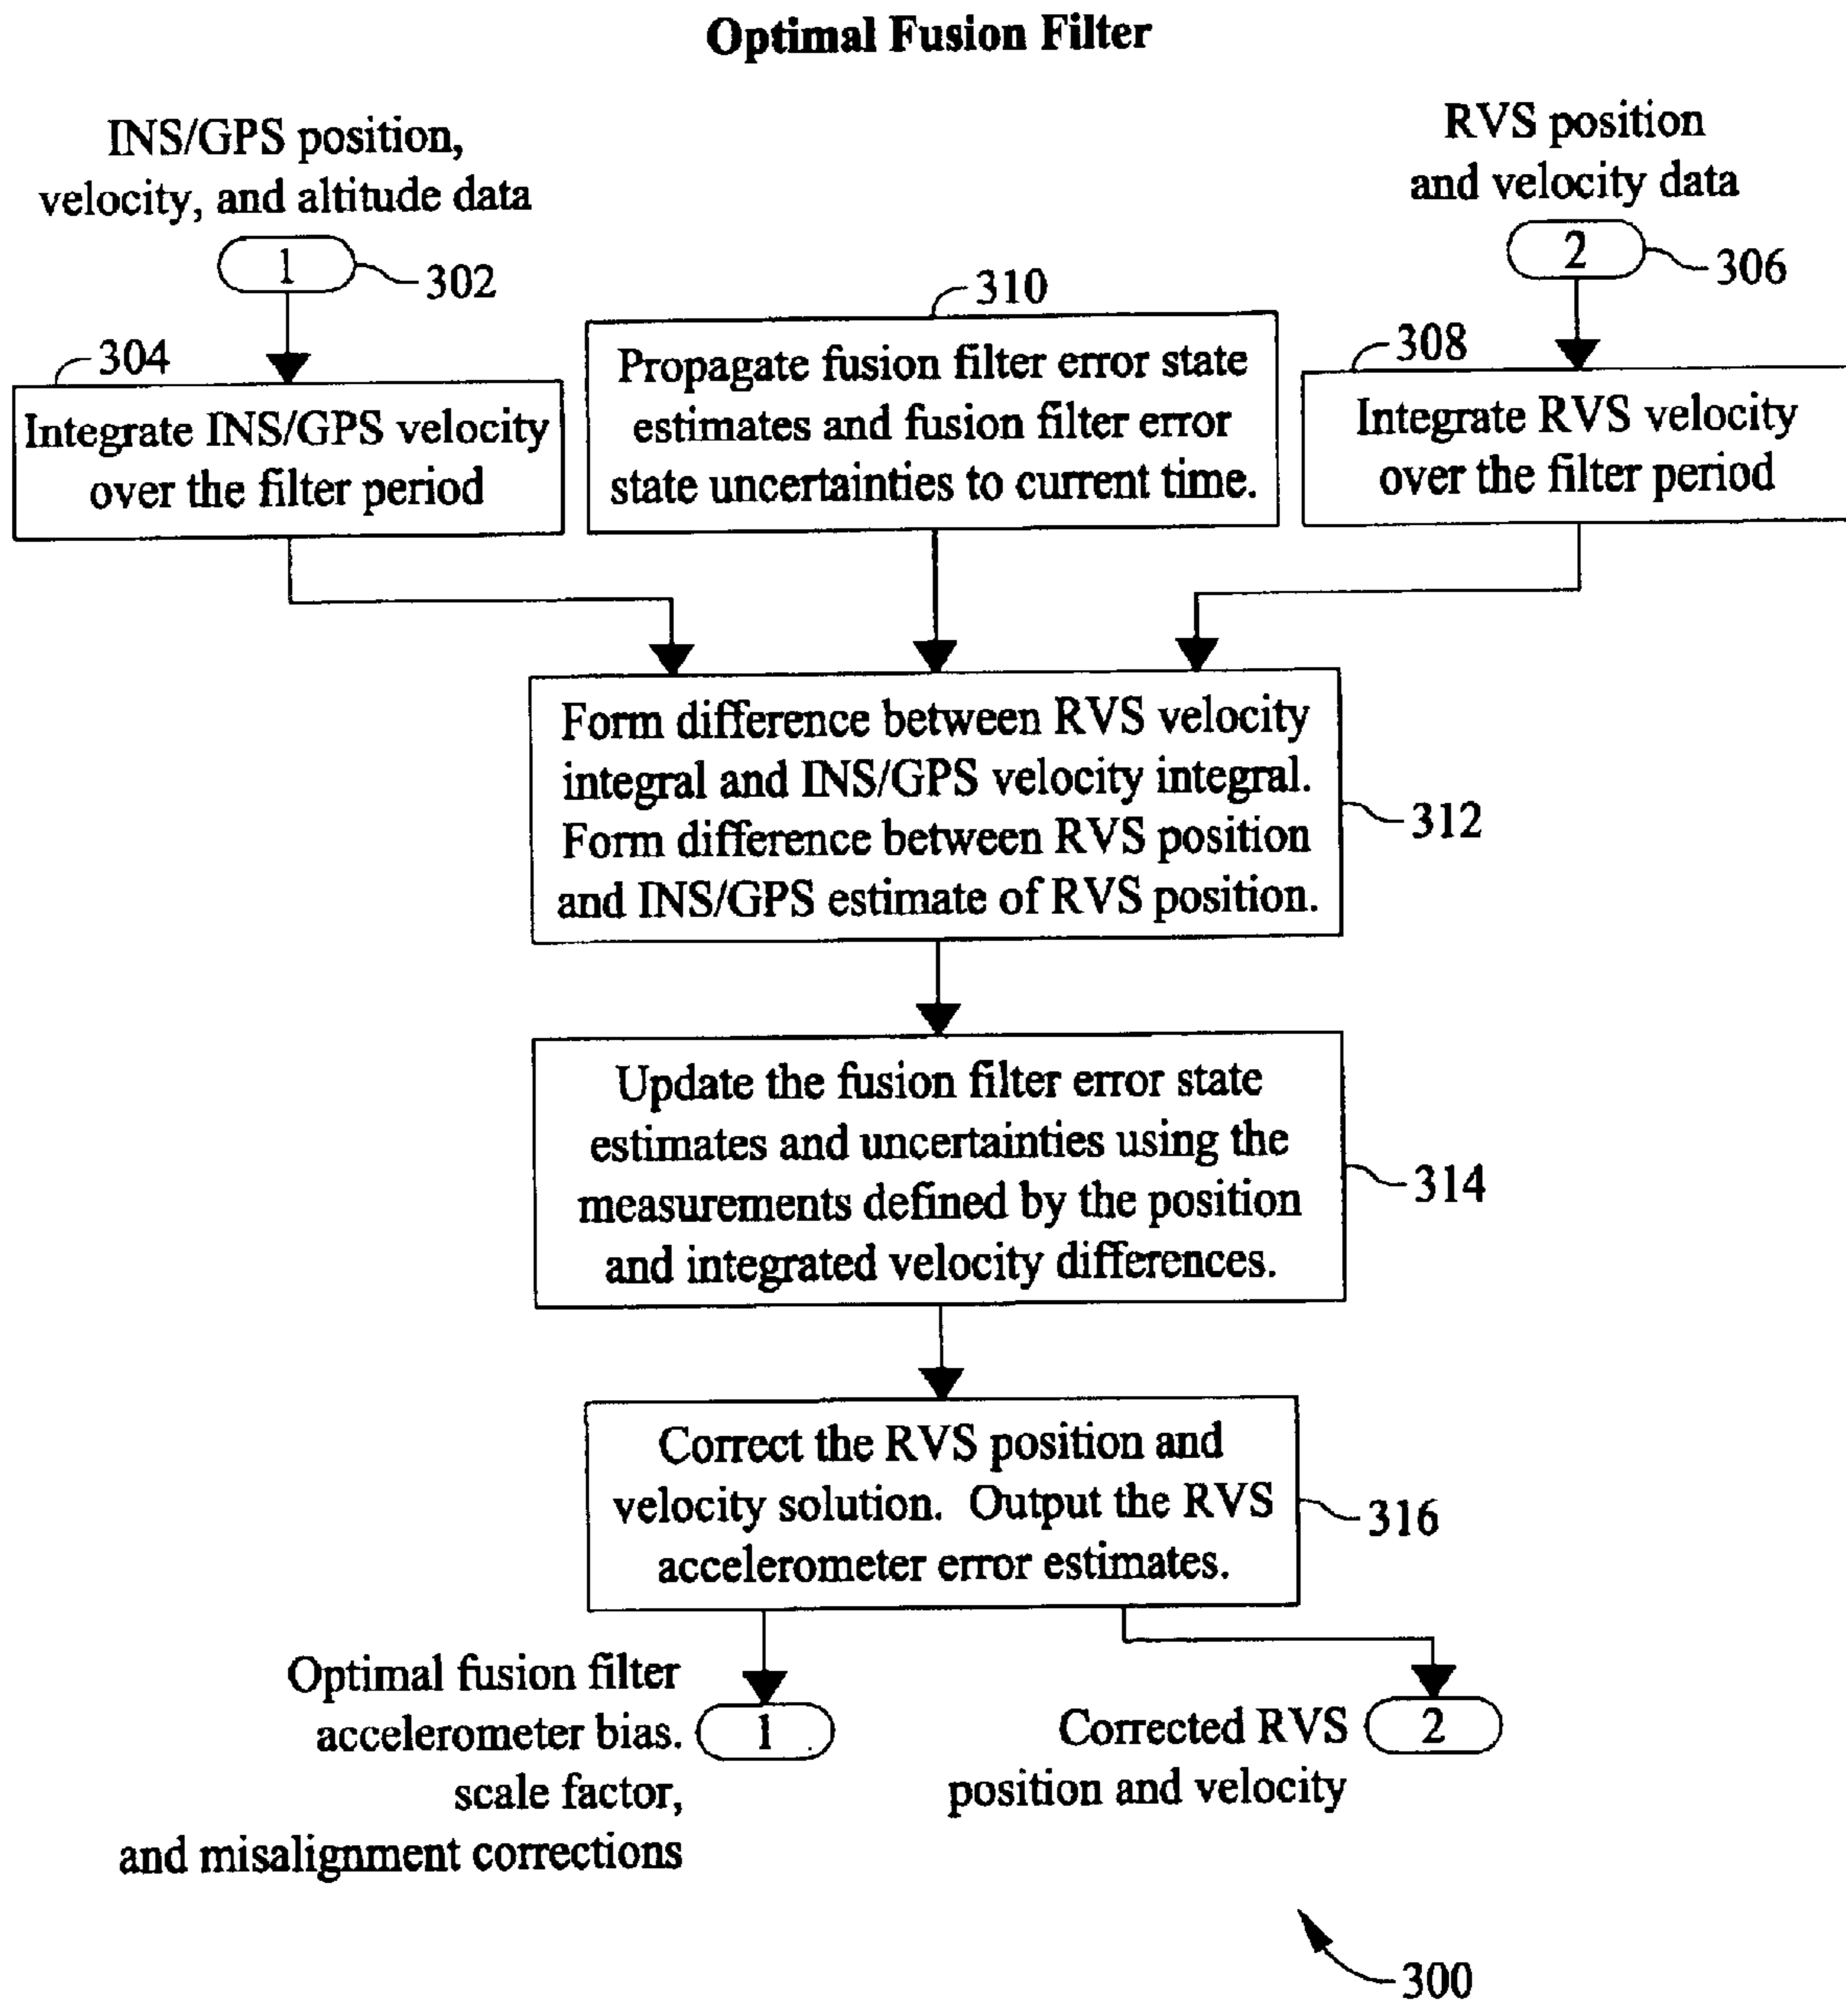 Optimal Fusion Filter
INS/GPS position,
velocity, and altitude data
1
302
RVS position
and velocity data
2
306
304
Integrate INS/GPS velocity
over the filter period
310
Propagate fusion filter error state
estimates and fusion filter error
state uncertainties to current time.
308
Integrate RVS velocity
over the filter period
Form difference between RVS velocity
integral and INS/GPS velocity integral.
Form difference between RVS position
and INS/GPS estimate of RVS position.
312
Update the fusion filter error state
estimates and uncertainties using the
measurements defined by the position
and integrated velocity differences.
314
Correct the RVS position and
velocity solution. Output the RVS
accelerometer error estimates.
316
Optimal fusion filter
accelerometer bias.
scale factor,
and misalignment corrections
1
Corrected RVS
position and velocity
2
300